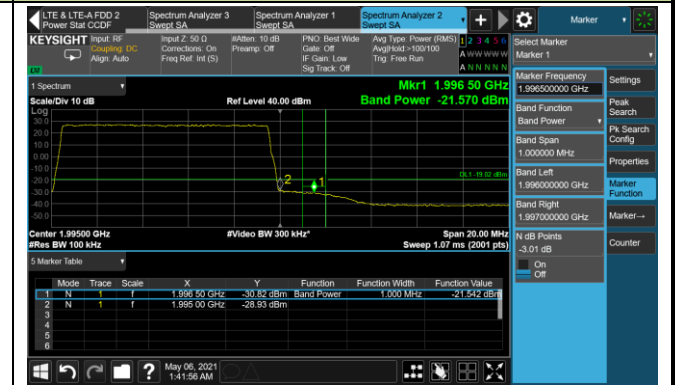 LTE & LTE-A FDD 2
Power Stat CCDF
Spectrum Analyzer 3
Swept SA
Spectrum Analyzer 1
Swept SA
Spectrum Analyzer 2
Swept SA
Marker
KEYSIGHT
Input: RF
Coupling: DC
Align: Auto
Input Z: 50 Ω
Corrections: On
Freq Ref: Int (S)
#Atten: 10 dB
Preamp: Off
PNO: Best Wide
Gate: Off
IF Gain: Low
Sig Track: Off
Avg Type: Power (RMS)
Avg|Hold:>100/100
Trig: Free Run
1 2 3 4 5 6
A W W W W W
A N N N N N
Select Marker
Marker 1
Marker Frequency
1.996500000 GHz
Band Function
Band Power
Band Span
1.000000 MHz
Band Left
1.996000000 GHz
Band Right
1.997000000 GHz
N dB Points
-3.01 dB
On
Off
Settings
Peak
Search
Pk Search
Config
Properties
Marker
Function
Marker→
Counter
1 Spectrum
Scale/Div 10 dB
Ref Level 40.00 dBm
Mkr1 1.996 50 GHz
Band Power -21.570 dBm
Log
30.0
20.0
10.0
0.00
-10.0
-20.0
-30.0
-40.0
-50.0
2
1
DL1 -19.02 dBm
Center 1.99500 GHz
#Res BW 100 kHz
#Video BW 300 kHz*
Span 20.00 MHz
Sweep 1.07 ms (2001 pts)
5 Marker Table
Mode Trace Scale X Y Function Function Width Function Value
1 N 1 f 1.996 50 GHz -30.82 dBm Band Power 1.000 MHz -21.542 dBm
2 N 1 f 1.995 00 GHz -28.93 dBm
3
4
5
6
May 06, 2021
1:41:56 AM